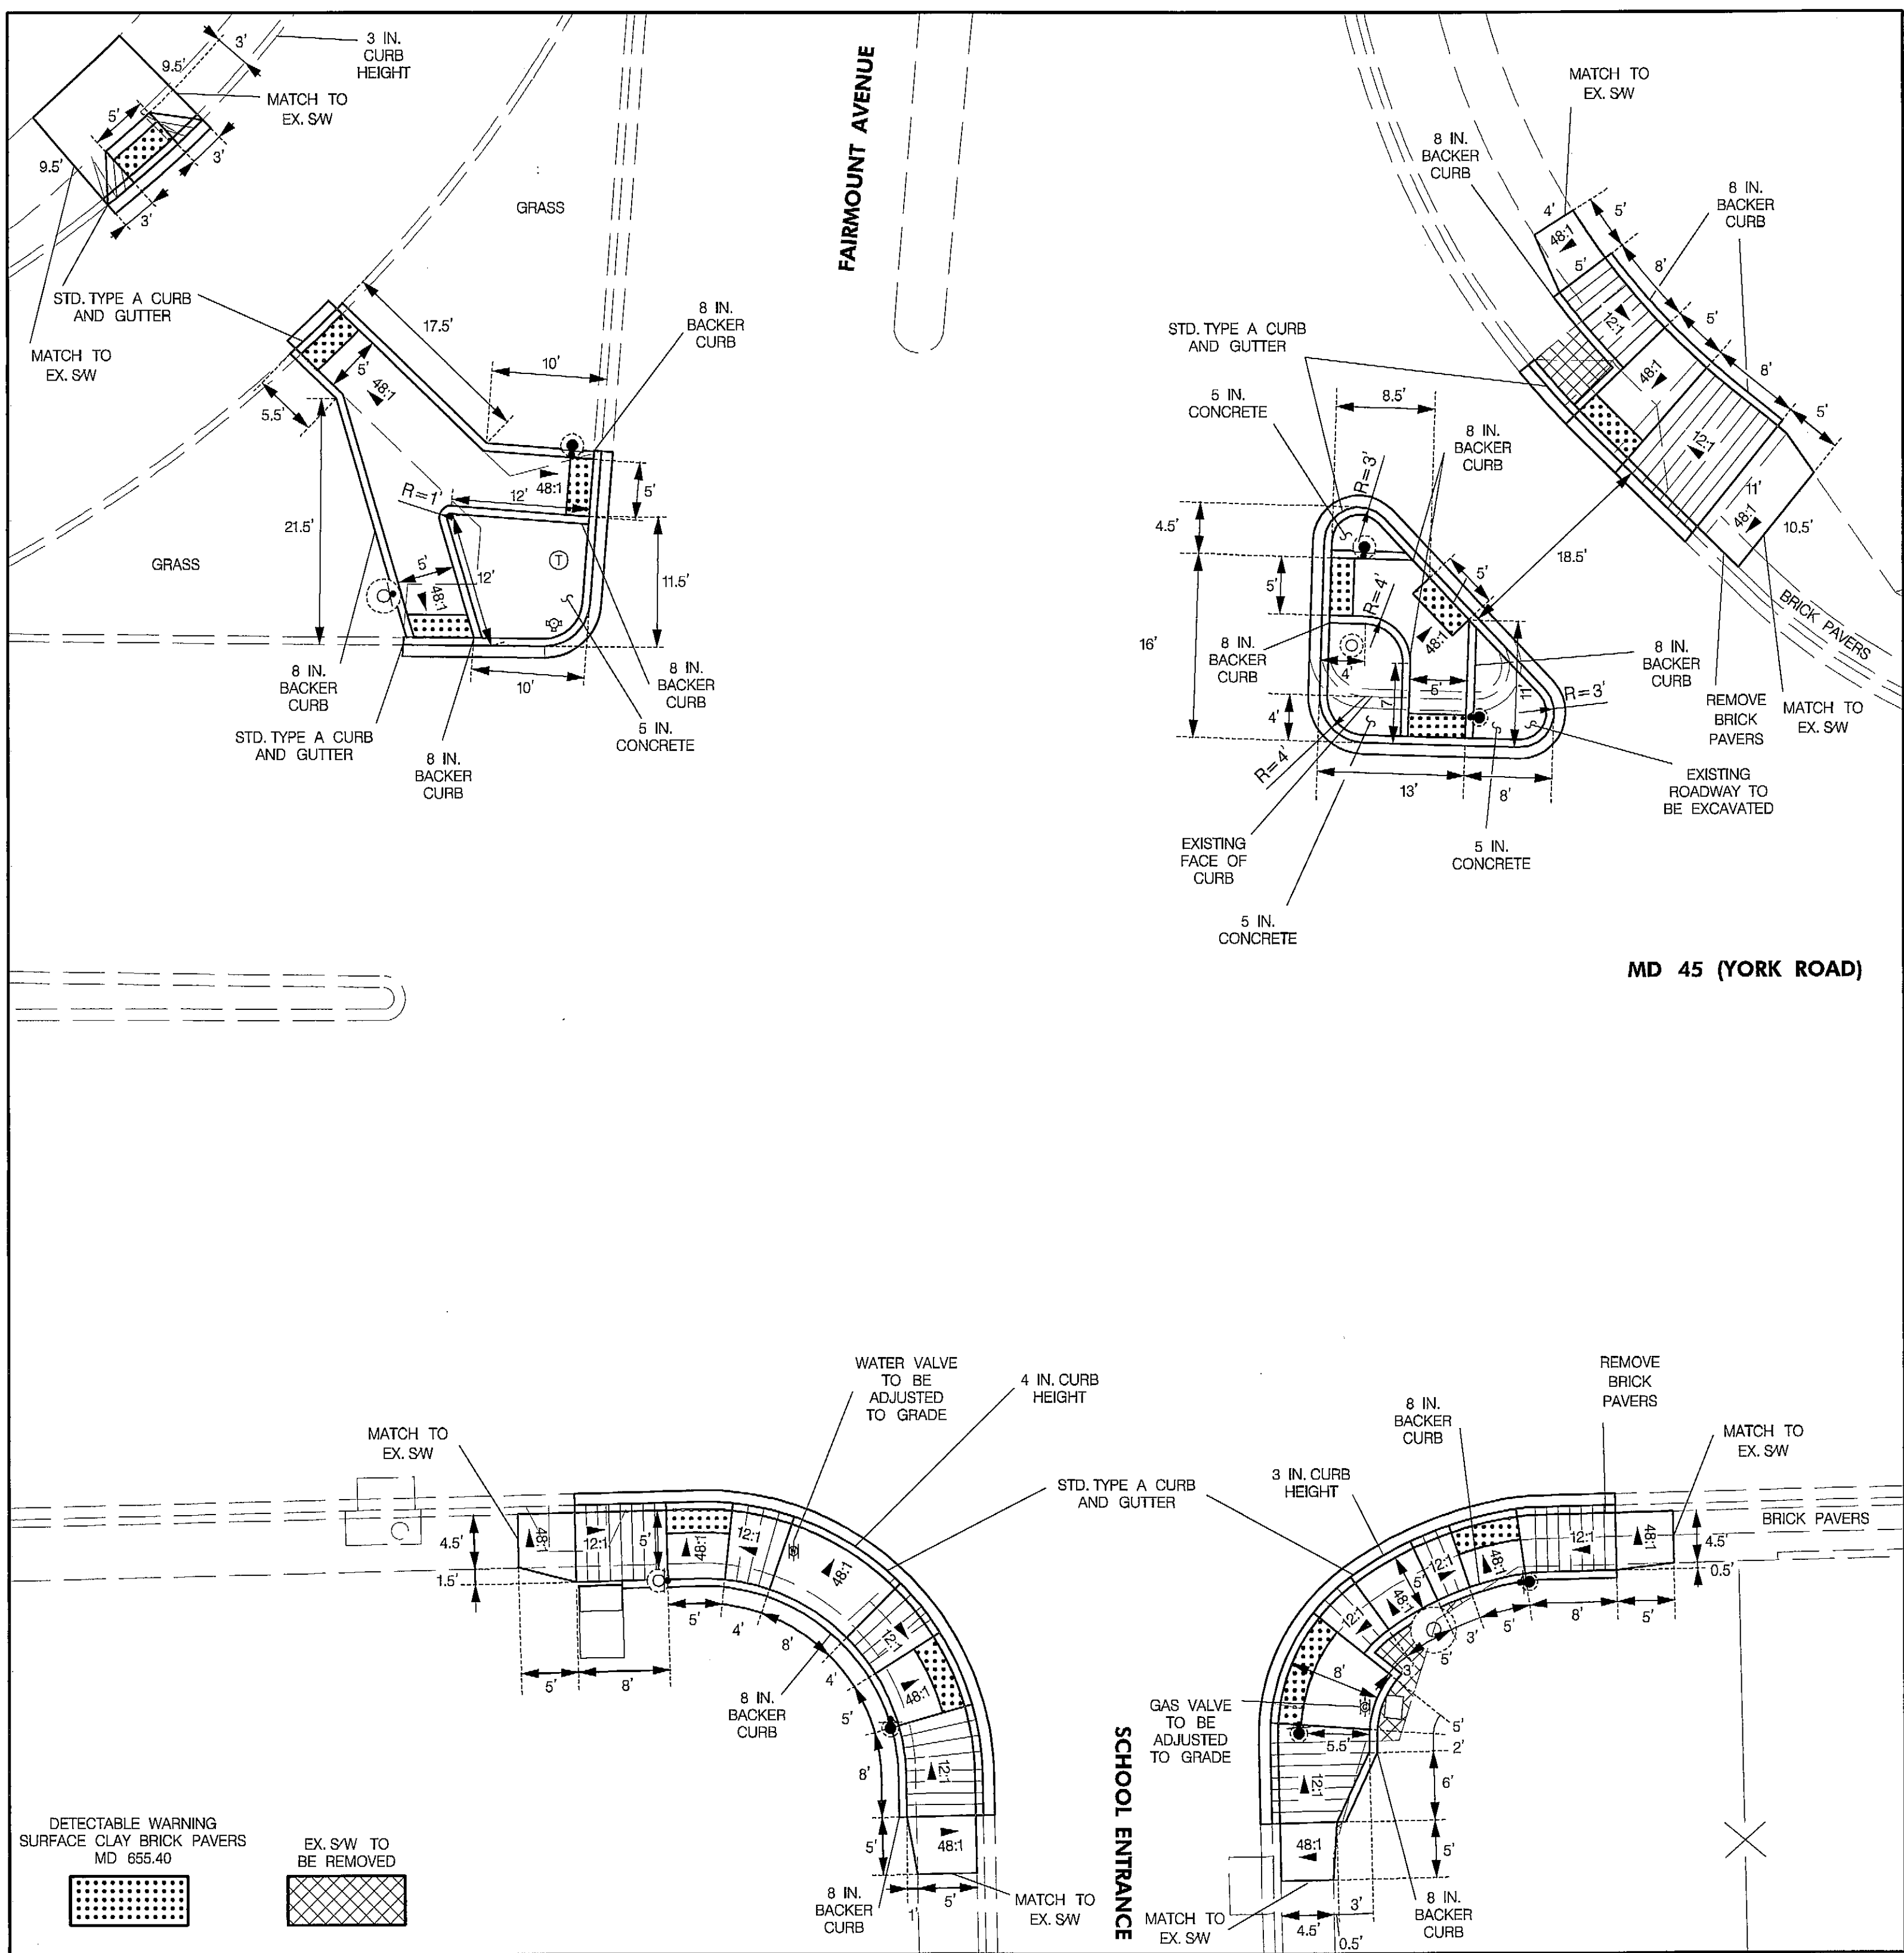 3 IN.
CURB
HEIGHT
3'
9.5'
MATCH TO
EX. S/W
5'
3'
9.5'
3'
STD. TYPE A CURB
AND GUTTER
MATCH TO
EX. S/W
GRASS
17.5'
10'
8 IN.
BACKER
CURB
5'
48:1
5.5'
48:1
5'
R=1'
12'
21.5'
GRASS
5'
48:1
12'
T
11.5'
10'
8 IN.
BACKER
CURB
STD. TYPE A CURB
AND GUTTER
8 IN.
BACKER
CURB
8 IN.
BACKER
CURB
5 IN.
CONCRETE
FAIRMOUNT AVENUE
MATCH TO
EX. S/W
8 IN.
BACKER
CURB
8 IN.
BACKER
CURB
4'
5'
48:1
5'
8'
12:1
5'
48:1
8'
12:1
5'
11'
48:1
10.5'
18.5'
BRICK PAVERS
REMOVE
BRICK
PAVERS
MATCH TO
EX. S/W
STD. TYPE A CURB
AND GUTTER
5 IN.
CONCRETE
8.5'
8 IN.
BACKER
CURB
R=3'
4.5'
5'
R=4'
5'
48:1
16'
8 IN.
BACKER
CURB
4'
5'
7'
11'
8 IN.
BACKER
CURB
R=3'
4'
R=4'
13'
8'
EXISTING
ROADWAY TO
BE EXCAVATED
EXISTING
FACE OF
CURB
5 IN.
CONCRETE
5 IN.
CONCRETE
MD 45 (YORK ROAD)
WATER VALVE
TO BE
ADJUSTED
TO GRADE
4 IN. CURB
HEIGHT
MATCH TO
EX. S/W
STD. TYPE A CURB
AND GUTTER
4.5'
48:1
12:1
5'
48:1
12:1
48:1
1.5'
5'
4'
8'
4'
12:1
5'
8'
5'
48:1
8 IN.
BACKER
CURB
8'
12:1
5'
48:1
8 IN.
BACKER
CURB
1'
5'
MATCH TO
EX. S/W
SCHOOL ENTRANCE
REMOVE
BRICK
PAVERS
8 IN.
BACKER
CURB
MATCH TO
EX. S/W
3 IN. CURB
HEIGHT
BRICK PAVERS
12:1
48:1
4.5'
0.5'
48:1
12:1
5'
48:1
12:1
5'
8'
5'
3'
5'
3'
8'
GAS VALVE
TO BE
ADJUSTED
TO GRADE
5.5'
5'
2'
12:1
6'
48:1
5'
MATCH TO
EX. S/W
4.5'
3'
0.5'
8 IN.
BACKER
CURB
DETECTABLE WARNING
SURFACE CLAY BRICK PAVERS
MD 655.40
EX. S/W TO
BE REMOVED